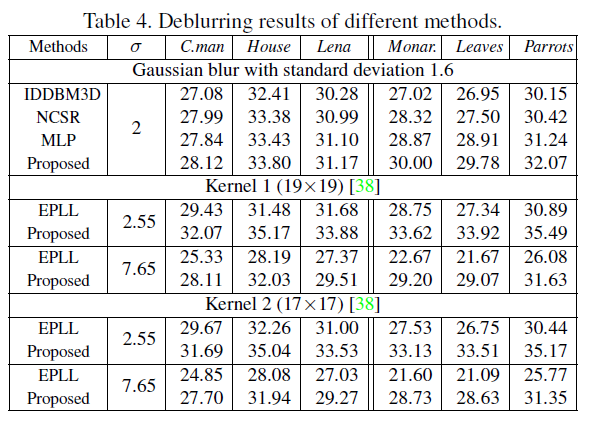 Table 4. Deblurring results of different methods.
Methods σ C.man House Lena Monar. Leaves Parrots
Gaussian blur with standard deviation 1.6
IDDBM3D 27.08 32.41 30.28 27.02 26.95 30.15
NCSR 27.99 33.38 30.99 28.32 27.50 30.42
2
MLP 27.84 33.43 31.10 28.87 28.91 31.24
Proposed 28.12 33.80 31.17 30.00 29.78 32.07
Kernel 1 (19×19) [38]
EPLL 29.43 31.48 31.68 28.75 27.34 30.89
2.55
Proposed 32.07 35.17 33.88 33.62 33.92 35.49
EPLL 25.33 28.19 27.37 22.67 21.67 26.08
7.65
Proposed 28.11 32.03 29.51 29.20 29.07 31.63
Kernel 2 (17×17) [38]
EPLL 29.67 32.26 31.00 27.53 26.75 30.44
2.55
Proposed 31.69 35.04 33.53 33.13 33.51 35.17
EPLL 24.85 28.08 27.03 21.60 21.09 25.77
7.65
Proposed 27.70 31.94 29.27 28.73 28.63 31.35